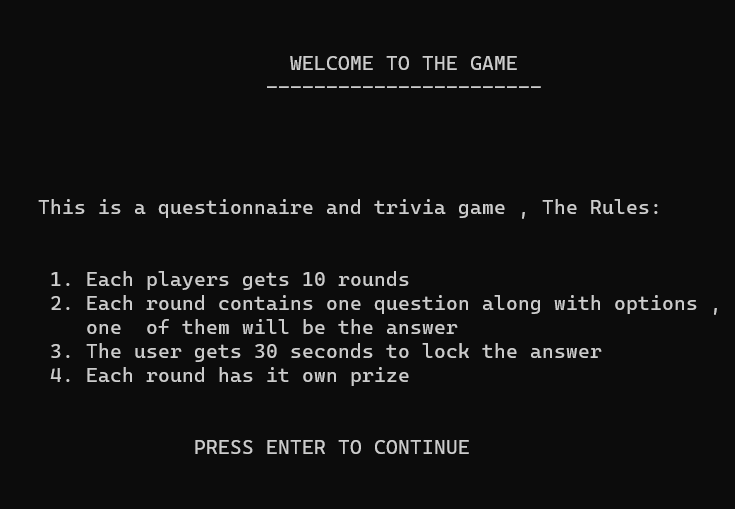 WELCOME TO THE GAME
-----------------------
This is a questionnaire and trivia game , The Rules:
1. Each players gets 10 rounds
2. Each round contains one question along with options ,
one  of them will be the answer
3. The user gets 30 seconds to lock the answer
4. Each round has it own prize
PRESS ENTER TO CONTINUE